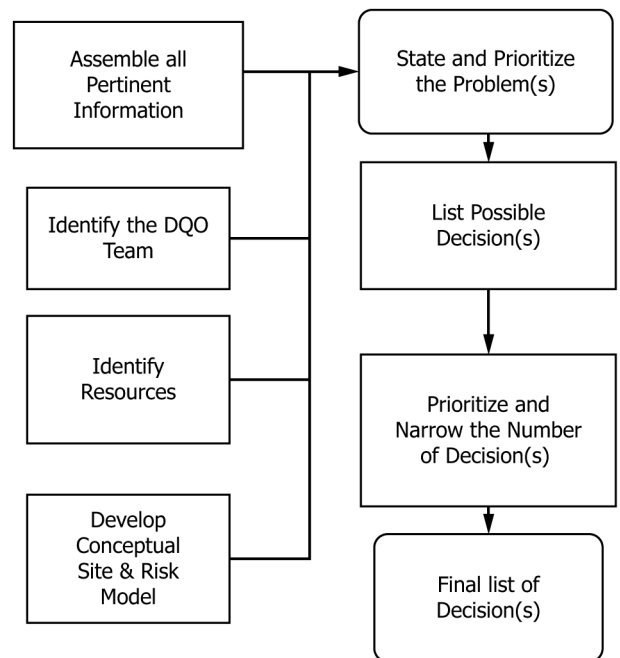 Assemble all
Pertinent
Information
Identify the DQO
Team
Identify
Resources
Develop
Conceptual
Site & Risk
Model
State and Prioritize
the Problem(s)
List Possible
Decision(s)
Prioritize and
Narrow the Number
of Decision(s)
Final list of
Decision(s)